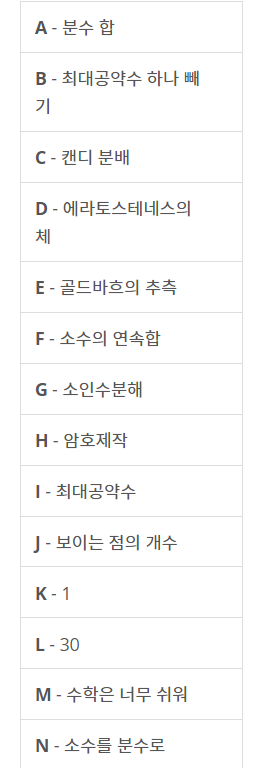 A - 분수 합
B - 최대공약수 하나 빼
기
C - 캔디 분배
D - 에라토스테네스의
체
E - 골드바흐의 추측
F - 소수의 연속합
G - 소인수분해
H - 암호제작
I - 최대공약수
J - 보이는 점의 개수
K - 1
L - 30
M - 수학은 너무 쉬워
N - 소수를 분수로